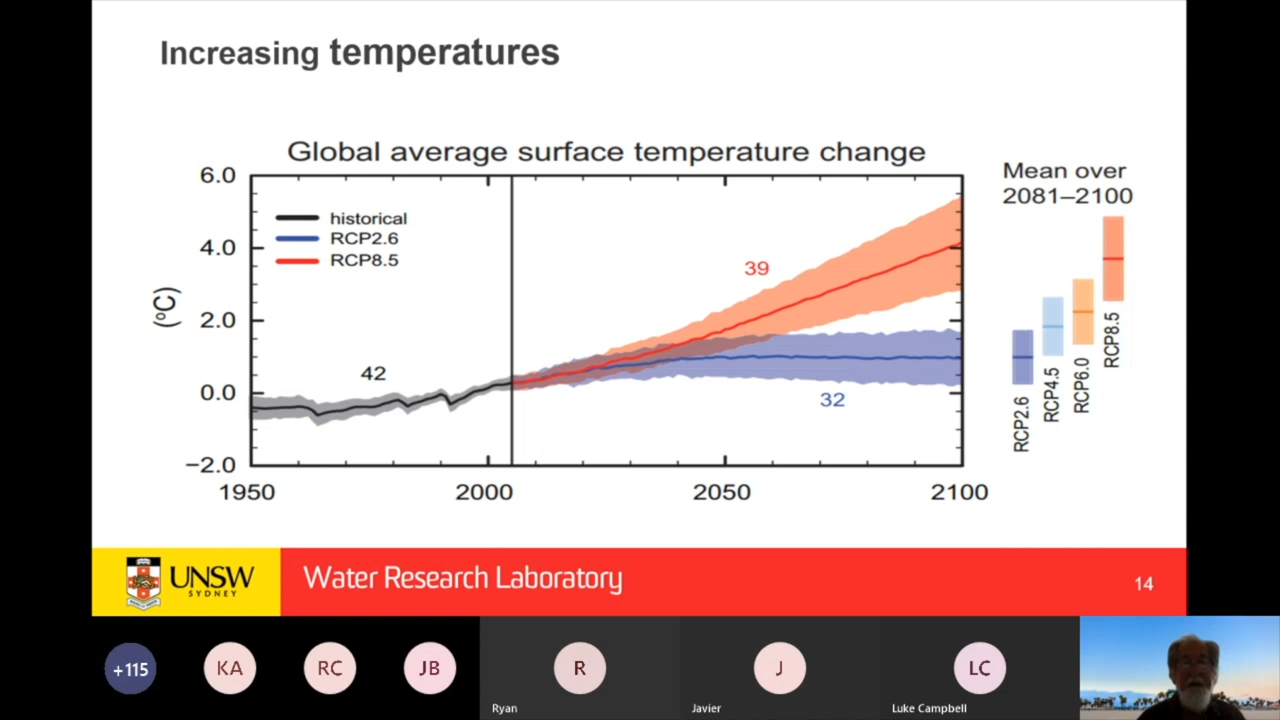 Increasing temperatures
Global average surface temperature change
(°C)
6.0
4.0
2.0
0.0
−2.0
historical
RCP2.6
RCP8.5
42
39
32
1950
2000
2050
2100
Mean over
2081–2100
RCP2.6
RCP4.5
RCP6.0
RCP8.5
UNSW
SYDNEY
Water Research Laboratory
14
+115
KA
RC
JB
R
Ryan
J
Javier
LC
Luke Campbell